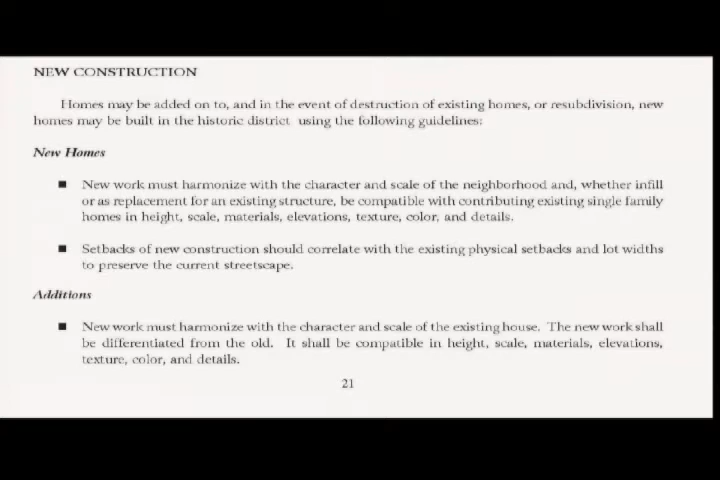 NEW CONSTRUCTION
Homes may be added on to, and in the event of destruction of existing homes, or resubdivision, new
homes may be built in the historic district using the following guidelines:
New Homes
■ New work must harmonize with the character and scale of the neighborhood and, whether infill
or as replacement for an existing structure, be compatible with contributing existing single family
homes in height, scale, materials, elevations, texture, color, and details.
■ Setbacks of new construction should correlate with the existing physical setbacks and lot widths
to preserve the current streetscape.
Additions
■ New work must harmonize with the character and scale of the existing house. The new work shall
be differentiated from the old. It shall be compatible in height, scale, materials, elevations,
texture, color, and details.
21